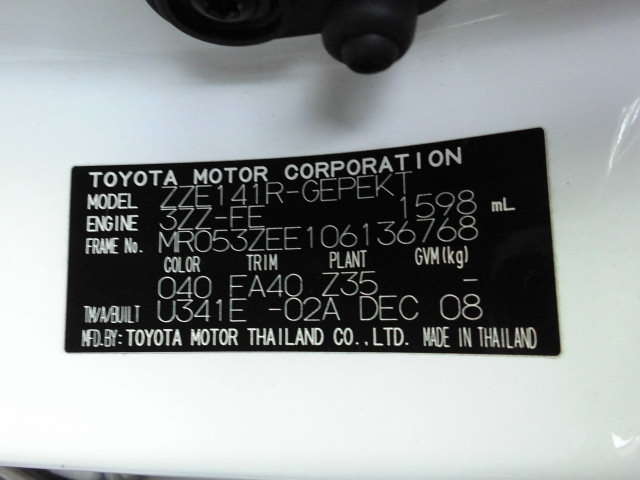 TOYOTA MOTOR CORPORATION
MODEL ZZE141R-GEPEKT
ENGINE 3ZZ-FE 1598 mL
FRAME No. MR053ZEE106136768
COLOR TRIM PLANT GVM(kg)
040 FA40 Z35 -
TM/A/BUILT U341E -02A DEC 08
MFD.BY: TOYOTA MOTOR THAILAND CO.,LTD. MADE IN THAILAND